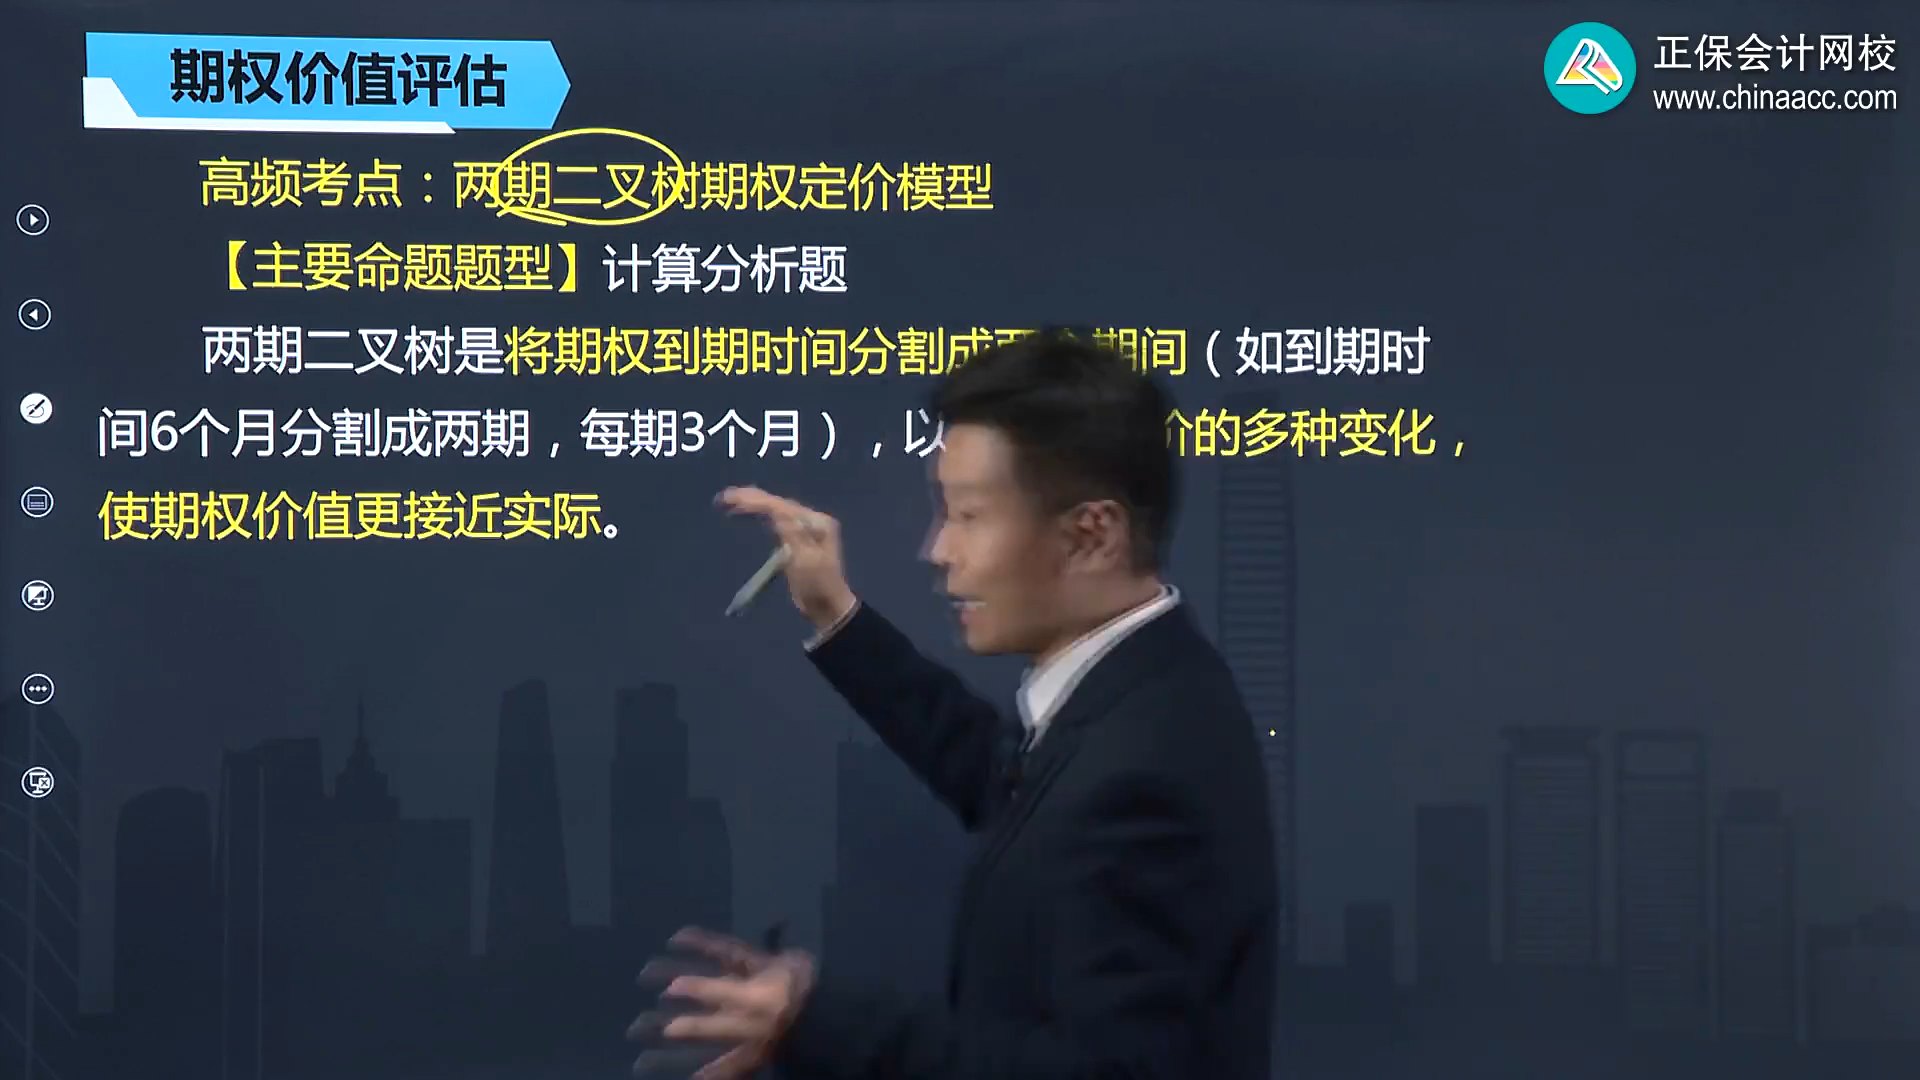 期权价值评估
正保会计网校
www.chinaacc.com
高频考点：两期二叉树期权定价模型
【主要命题题型】计算分析题
两期二叉树是将期权到期时间分割成两个期间（如到期时
间6个月分割成两期，每期3个月），以 价的多种变化，
使期权价值更接近实际。